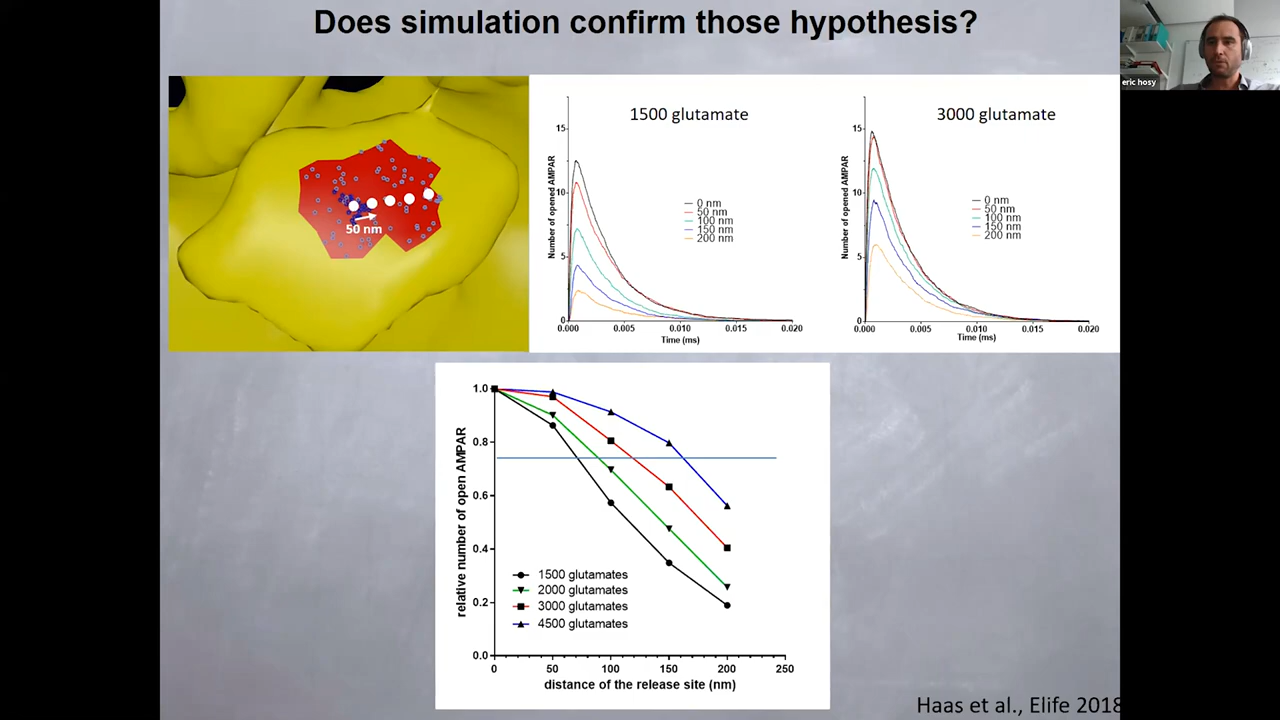 Does simulation confirm those hypothesis?
eric hosy
50 nm
1500 glutamate
Number of opened AMPAR
15
10
5
0
0 nm
50 nm
100 nm
150 nm
200 nm
0.000 0.005 0.010 0.015 0.020
Time (ms)
3000 glutamate
Number of opened AMPAR
15
10
5
0
0 nm
50 nm
100 nm
150 nm
200 nm
0.000 0.005 0.010 0.015 0.020
Time (ms)
relative number of open AMPAR
1.0
0.8
0.6
0.4
0.2
0.0
1500 glutamates
2000 glutamates
3000 glutamates
4500 glutamates
0 50 100 150 200 250
distance of the release site (nm)
Haas et al., Elife 2018